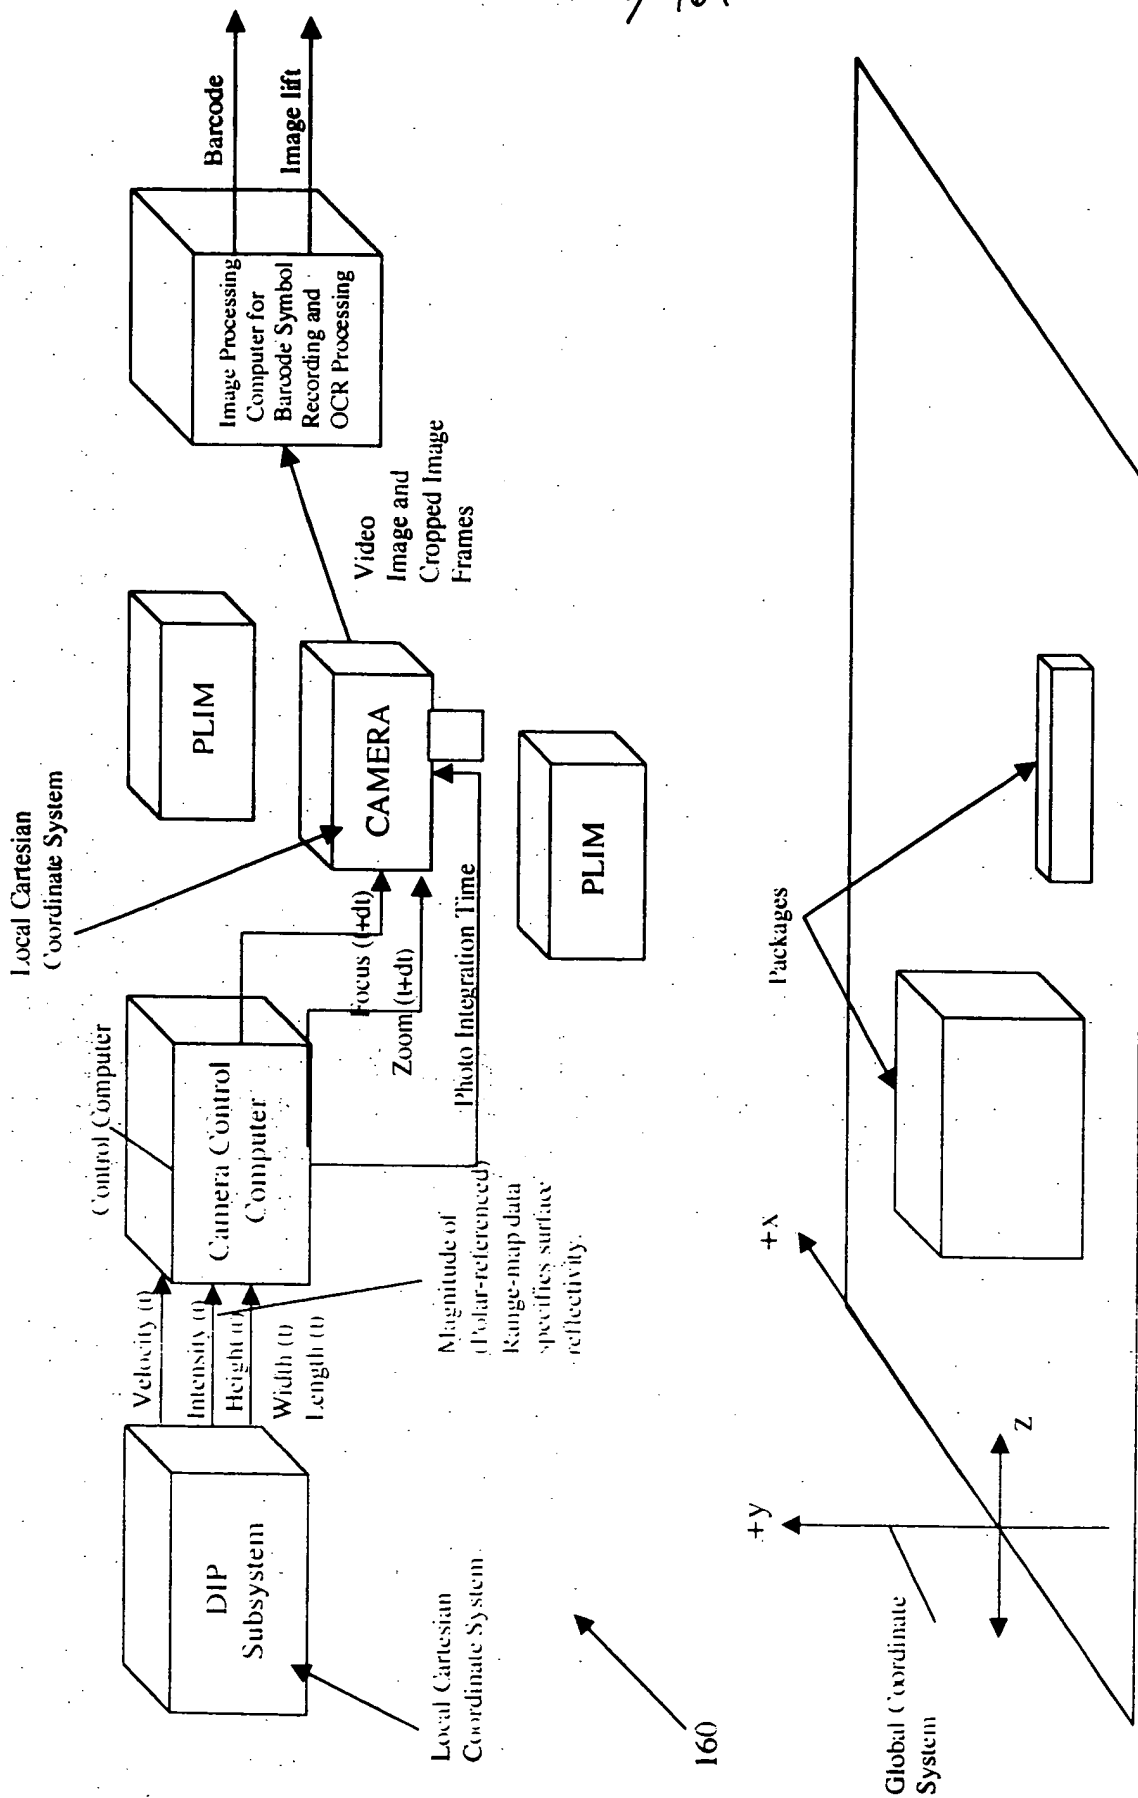 Barcode
Image lift
Image Processing
Computer for
Barcode Symbol
Recording and
OCR Processing
Video
Image and
Cropped Image
Frames
PLIM
CAMERA
PLIM
Local Cartesian
Coordinate System
Focus (t+dt)
Zoom (t+dt)
Photo Integration Time
Control Computer
Camera Control
Computer
Velocity (t)
Intensity (t)
Height (t)
Width (t)
Length (t)
Magnitude of
(Polar-referenced)
Range-map data
specifies surface
reflectivity.
DIP
Subsystem
Local Cartesian
Coordinate System
160
Packages
+x
+y
z
Global Coordinate
System